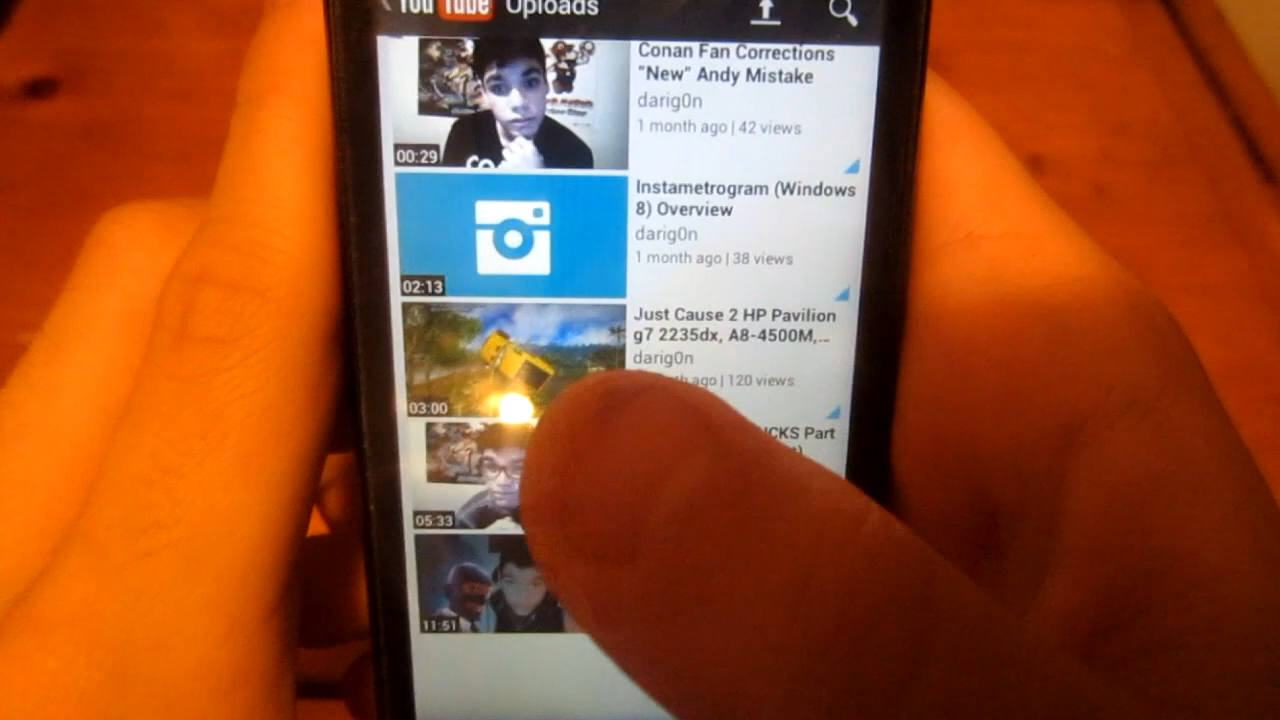 YouTube Uploads
Conan Fan Corrections
"New" Andy Mistake
darig0n
1 month ago | 42 views
00:29
Instametrogram (Windows
8) Overview
darig0n
1 month ago | 38 views
02:13
Just Cause 2 HP Pavilion
g7 2235dx, A8-4500M,...
darig0n
ago | 120 views
03:00
Part
05:33
11:51